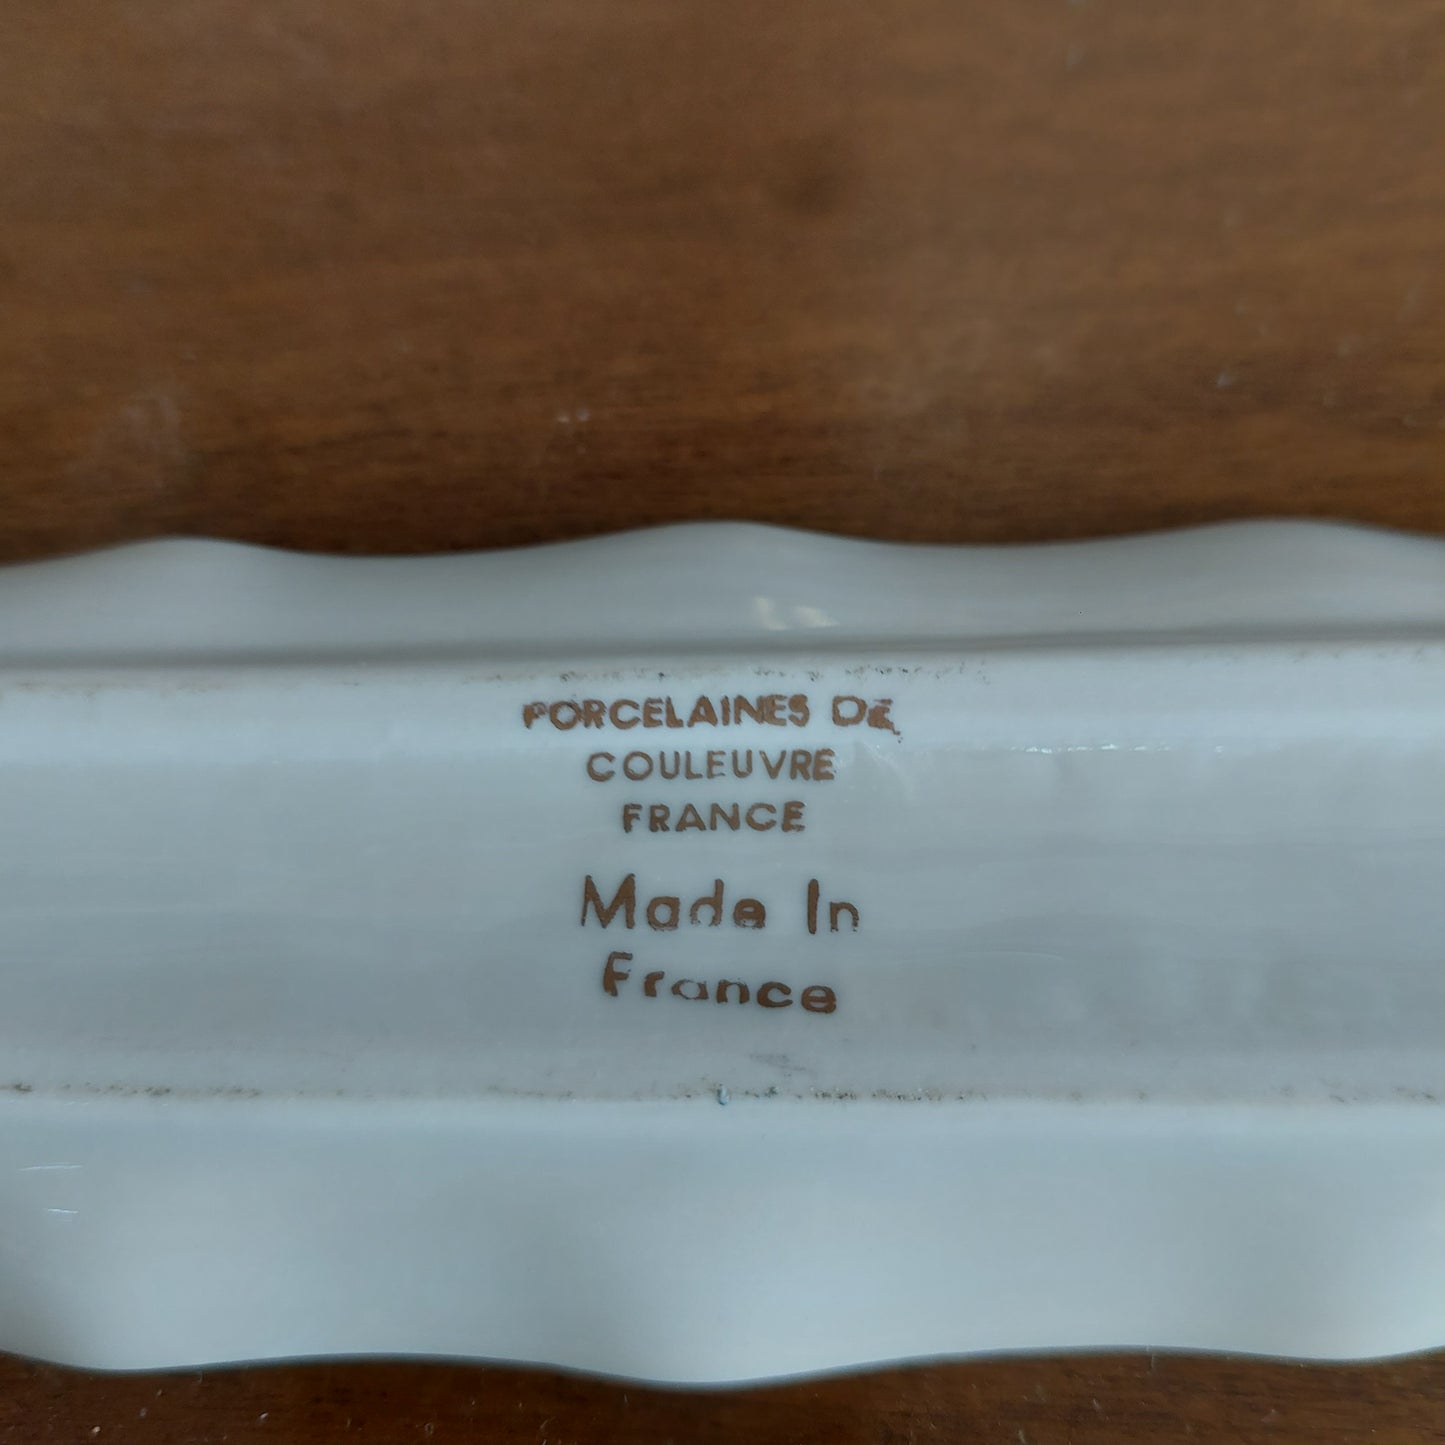 PORCELAINES DE
COULEUVRE
FRANCE
Made In
France